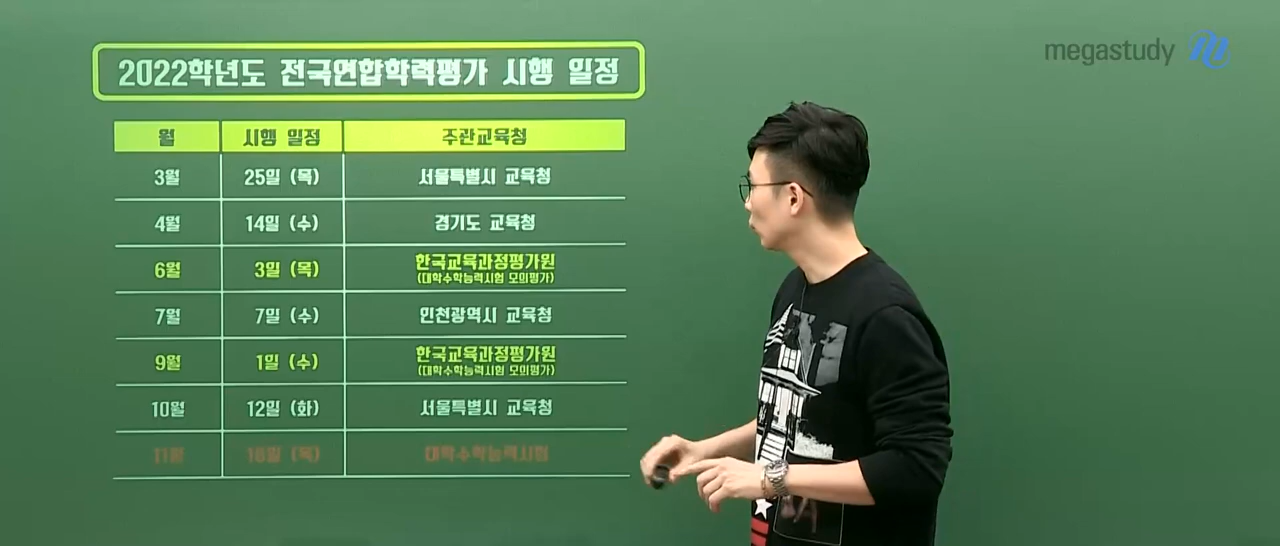 megastudy
2022학년도 전국연합학력평가 시행 일정
월 시행 일정 주관교육청
3월 25일 (목) 서울특별시 교육청
4월 14일 (수) 경기도 교육청
6월 3일 (목) 한국교육과정평가원
(대학수학능력시험 모의평가)
7월 7일 (수) 인천광역시 교육청
9월 1일 (수) 한국교육과정평가원
(대학수학능력시험 모의평가)
10월 12일 (화) 서울특별시 교육청
11월 18일 (목) 대학수학능력시험